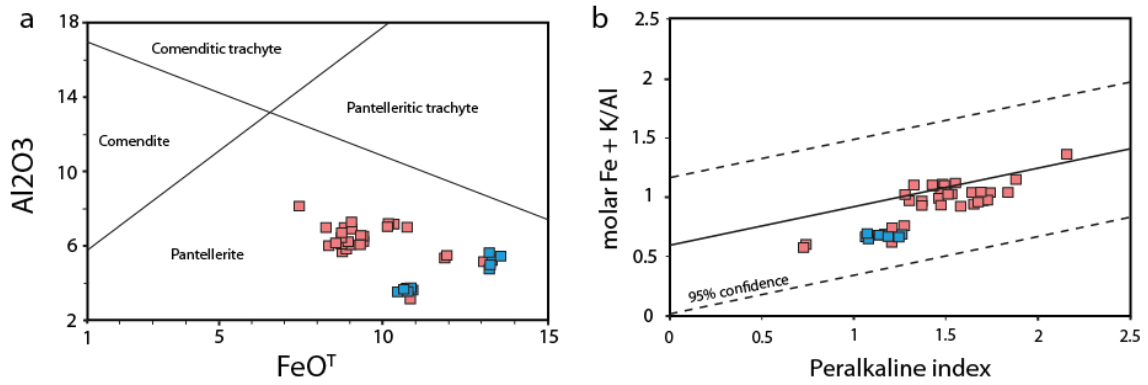 a
18
14
10
6
2
Al2O3
Comenditic trachyte
Pantelleritic trachyte
Comendite
Pantellerite
1
5
10
15
FeOᵀ
b
2.5
2
1.5
1
0.5
0
molar Fe + K/Al
95% confidence
0
0.5
1
1.5
2
2.5
Peralkaline index